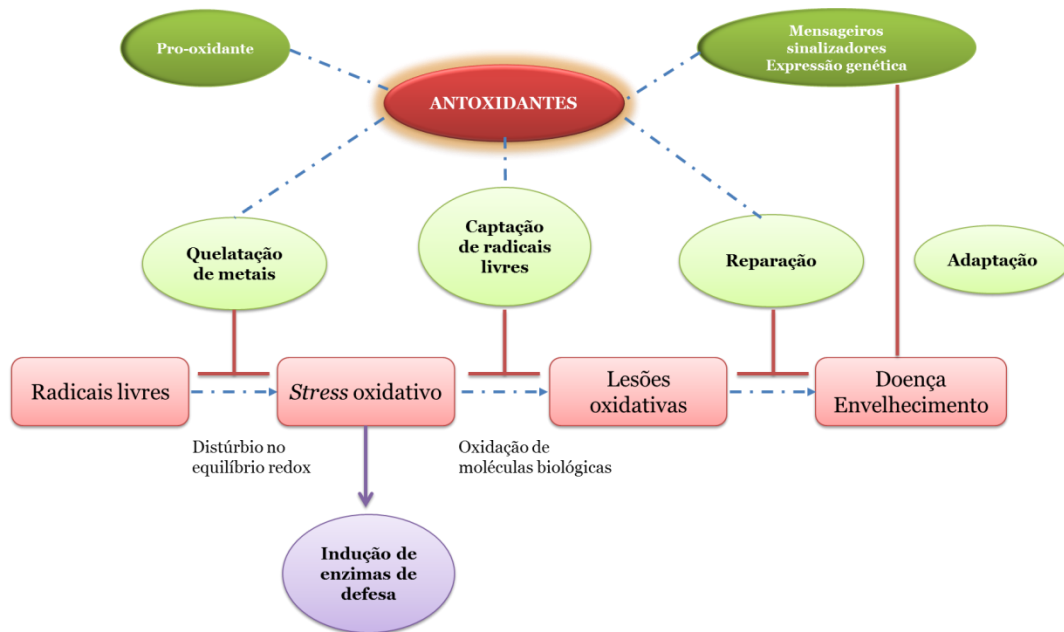 Pro-oxidante
Mensageiros
sinalizadores
Expressão genética
ANTOXIDANTES
Quelatação
de metais
Captação
de radicais
livres
Reparação
Adaptação
Radicais livres
Stress oxidativo
Lesões
oxidativas
Doença
Envelhecimento
Distúrbio no
equilíbrio redox
Oxidação de
moléculas biológicas
Indução de
enzimas de
defesa